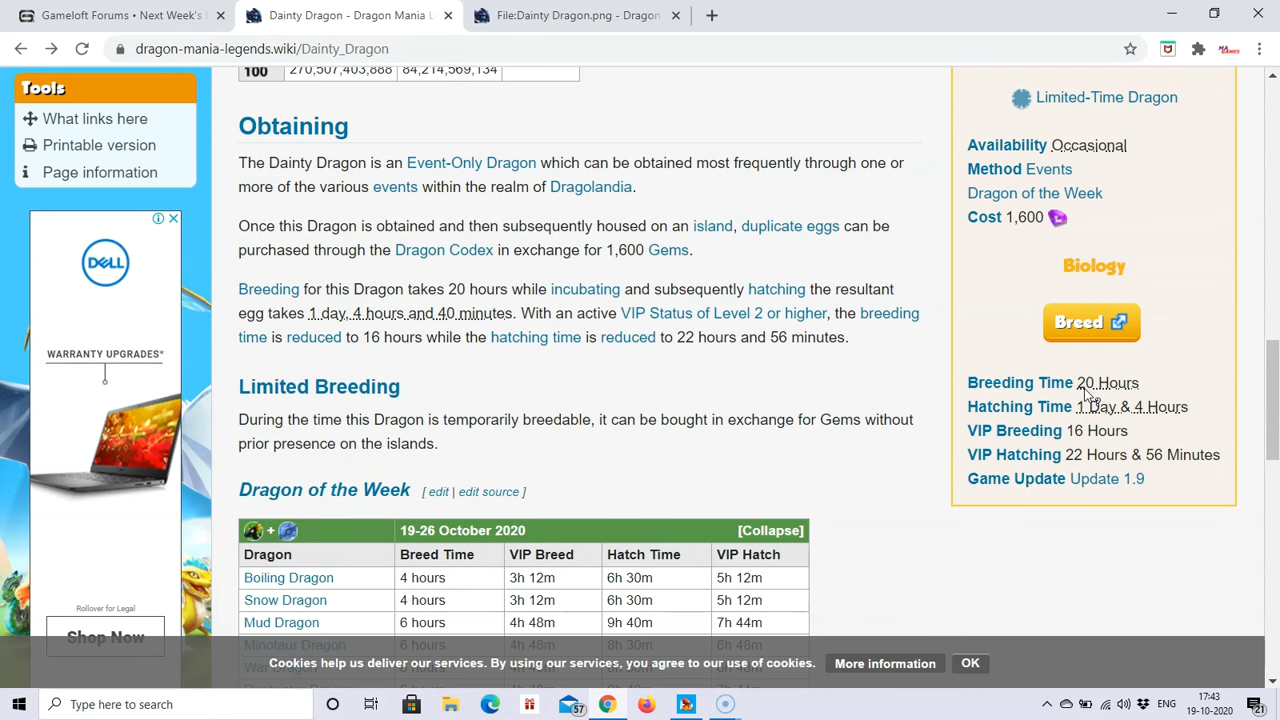 Gameloft Forums • Next Week's
Dainty Dragon - Dragon Mania L
File:Dainty Dragon.png - Dragon
dragon-mania-legends.wiki/Dainty_Dragon
Tools
What links here
Printable version
Page information
DELL
WARRANTY UPGRADES*
Rollover for Legal
Shop Now
100 270,507,403,888 84,214,569,134
Obtaining
The Dainty Dragon is an Event-Only Dragon which can be obtained most frequently through one or
more of the various events within the realm of Dragolandia.
Once this Dragon is obtained and then subsequently housed on an island, duplicate eggs can be
purchased through the Dragon Codex in exchange for 1,600 Gems.
Breeding for this Dragon takes 20 hours while incubating and subsequently hatching the resultant
egg takes 1 day, 4 hours and 40 minutes. With an active VIP Status of Level 2 or higher, the breeding
time is reduced to 16 hours while the hatching time is reduced to 22 hours and 56 minutes.
Limited Breeding
During the time this Dragon is temporarily breedable, it can be bought in exchange for Gems without
prior presence on the islands.
Dragon of the Week [ edit | edit source ]
+ 19-26 October 2020 [Collapse]
Dragon Breed Time VIP Breed Hatch Time VIP Hatch
Boiling Dragon 4 hours 3h 12m 6h 30m 5h 12m
Snow Dragon 4 hours 3h 12m 6h 30m 5h 12m
Mud Dragon 6 hours 4h 48m 9h 40m 7h 44m
Minotaur Dragon 6 hours 4h 48m 8h 30m
Limited-Time Dragon
Availability Occasional
Method Events
Dragon of the Week
Cost 1,600
Biology
Breed
Breeding Time 20 Hours
Hatching Time 1 Day & 4 Hours
VIP Breeding 16 Hours
VIP Hatching 22 Hours & 56 Minutes
Game Update Update 1.9
Cookies help us deliver our services. By using our services, you agree to our use of cookies. More information OK
Type here to search
57
ENG
17:43
19-10-2020
21